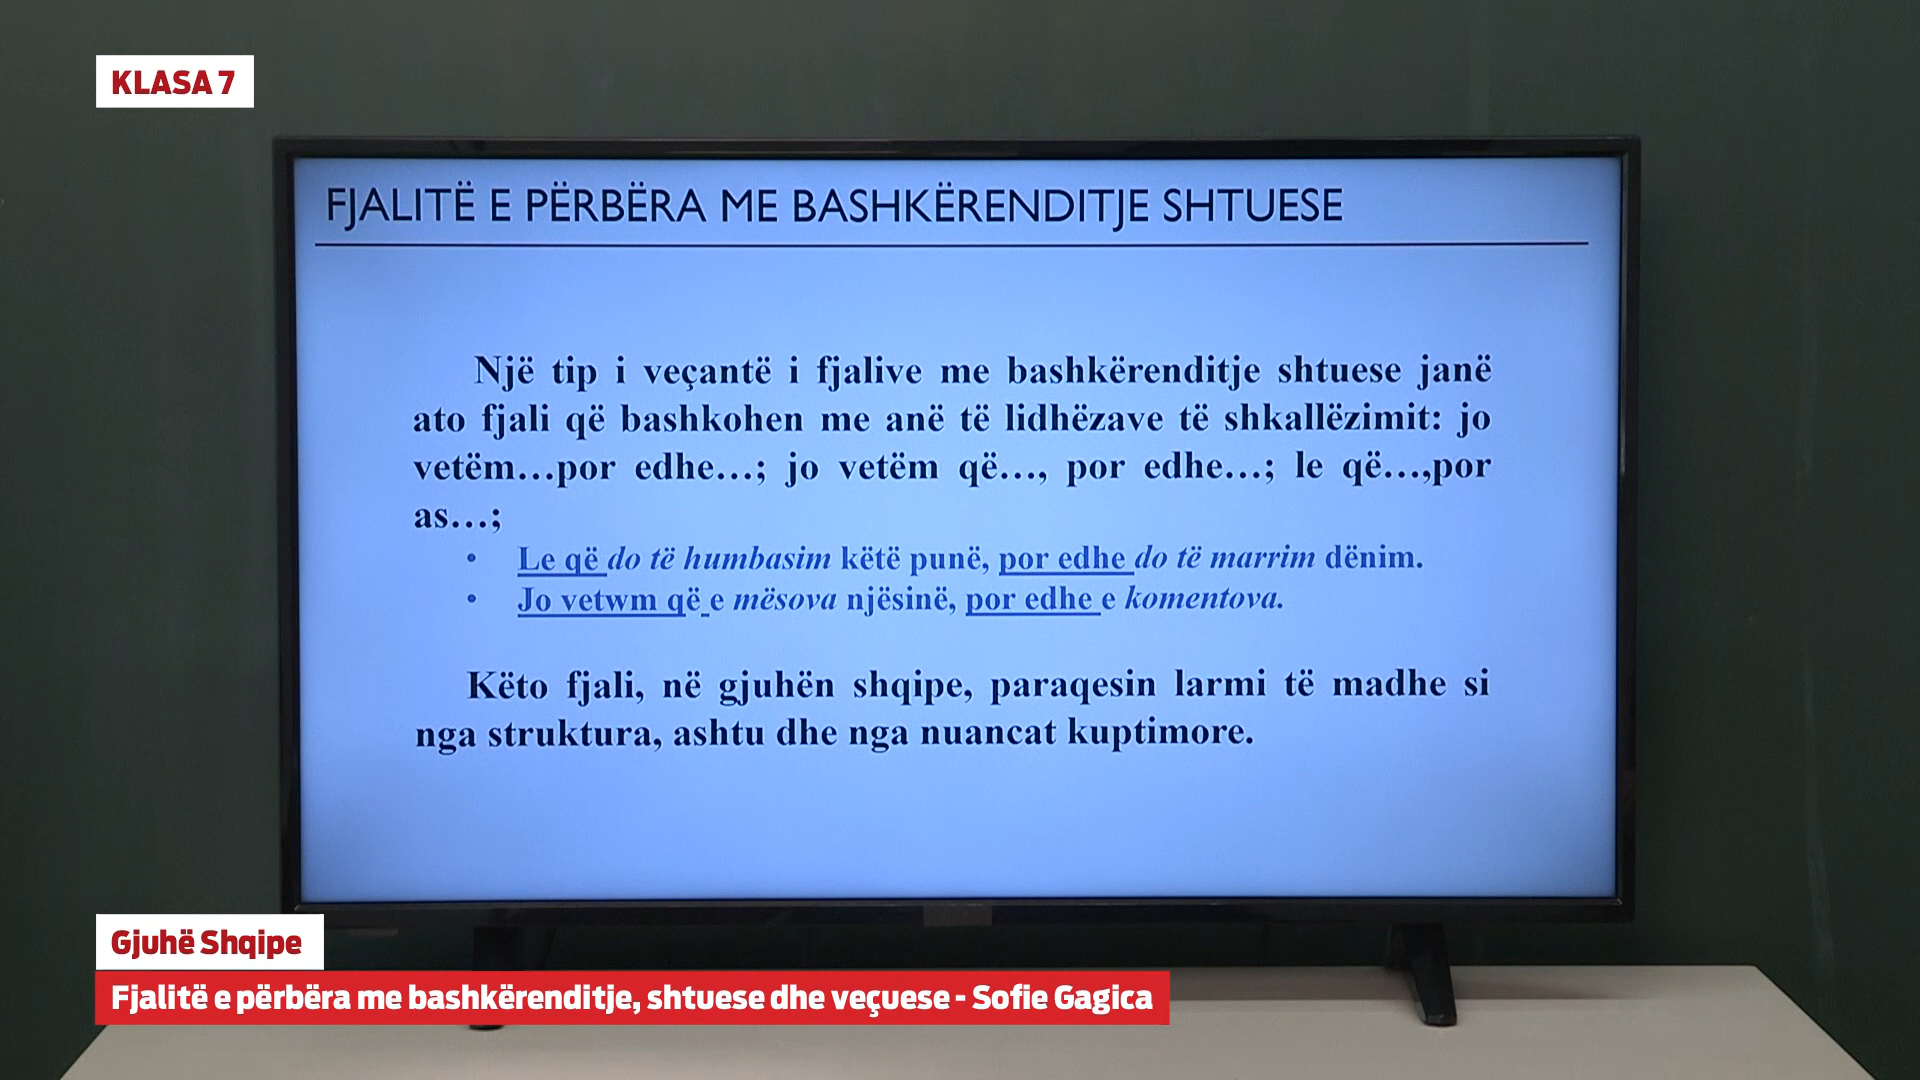 KLASA 7
FJALITË E PËRBËRA ME BASHKËRENDITJE SHTUESE
Një tip i veçantë i fjalive me bashkërenditje shtuese janë
ato fjali që bashkohen me anë të lidhëzave të shkallëzimit: jo
vetëm…por edhe…; jo vetëm që…, por edhe…; le që…,por
as…;
• Le që do të humbasim këtë punë, por edhe do të marrim dënim.
• Jo vetwm që e mësova njësinë, por edhe e komentova.
Këto fjali, në gjuhën shqipe, paraqesin larmi të madhe si
nga struktura, ashtu dhe nga nuancat kuptimore.
Gjuhë Shqipe
Fjalitë e përbëra me bashkërenditje, shtuese dhe veçuese - Sofie Gagica